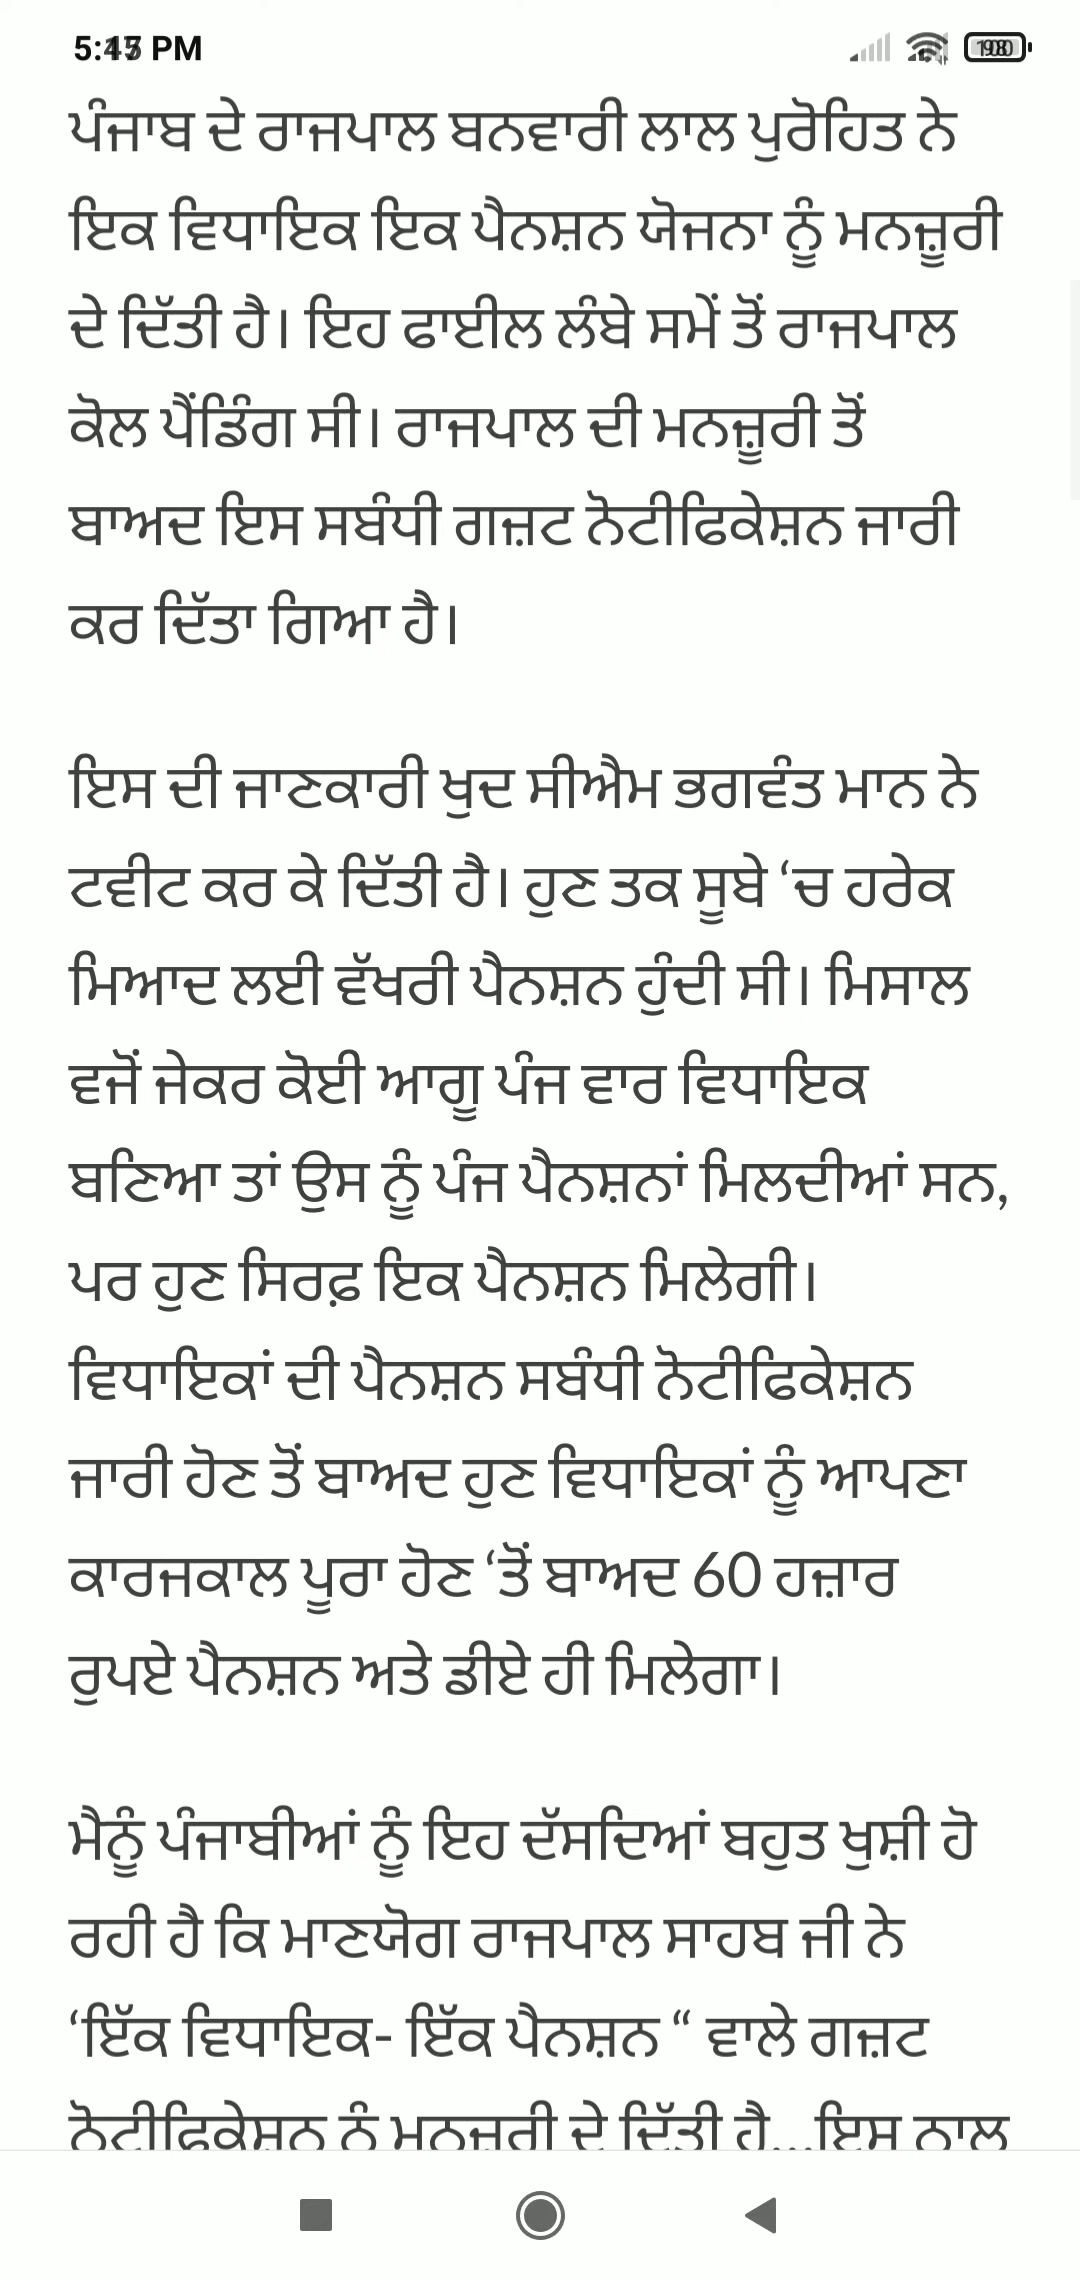 PM
ਪੰਜਾਬ ਦੇ ਰਾਜਪਾਲ ਬਨਵਾਰੀ ਲਾਲ ਪੁਰੋਹਿਤ ਨੇ
ਇਕ ਵਿਧਾਇਕ ਇਕ ਪੈਨਸ਼ਨ ਯੋਜਨਾ ਨੂੰ ਮਨਜ਼ੂਰੀ
ਦੇ ਦਿੱਤੀ ਹੈ। ਇਹ ਫਾਈਲ ਲੰਬੇ ਸਮੇਂ ਤੋਂ ਰਾਜਪਾਲ
ਕੋਲ ਪੈਂਡਿੰਗ ਸੀ। ਰਾਜਪਾਲ ਦੀ ਮਨਜ਼ੂਰੀ ਤੋਂ
ਬਾਅਦ ਇਸ ਸਬੰਧੀ ਗਜ਼ਟ ਨੋਟੀਫਿਕੇਸ਼ਨ ਜਾਰੀ
ਕਰ ਦਿੱਤਾ ਗਿਆ ਹੈ।
ਇਸ ਦੀ ਜਾਣਕਾਰੀ ਖੁਦ ਸੀਐਮ ਭਗਵੰਤ ਮਾਨ ਨੇ
ਟਵੀਟ ਕਰ ਕੇ ਦਿੱਤੀ ਹੈ। ਹੁਣ ਤਕ ਸੂਬੇ ‘ਚ ਹਰੇਕ
ਮਿਆਦ ਲਈ ਵੱਖਰੀ ਪੈਨਸ਼ਨ ਹੁੰਦੀ ਸੀ। ਮਿਸਾਲ
ਵਜੋਂ ਜੇਕਰ ਕੋਈ ਆਗੂ ਪੰਜ ਵਾਰ ਵਿਧਾਇਕ
ਬਣਿਆ ਤਾਂ ਉਸ ਨੂੰ ਪੰਜ ਪੈਨਸ਼ਨਾਂ ਮਿਲਦੀਆਂ ਸਨ,
ਪਰ ਹੁਣ ਸਿਰਫ਼ ਇਕ ਪੈਨਸ਼ਨ ਮਿਲੇਗੀ।
ਵਿਧਾਇਕਾਂ ਦੀ ਪੈਨਸ਼ਨ ਸਬੰਧੀ ਨੋਟੀਫਿਕੇਸ਼ਨ
ਜਾਰੀ ਹੋਣ ਤੋਂ ਬਾਅਦ ਹੁਣ ਵਿਧਾਇਕਾਂ ਨੂੰ ਆਪਣਾ
ਕਾਰਜਕਾਲ ਪੂਰਾ ਹੋਣ ‘ਤੋਂ ਬਾਅਦ 60 ਹਜ਼ਾਰ
ਰੁਪਏ ਪੈਨਸ਼ਨ ਅਤੇ ਡੀਏ ਹੀ ਮਿਲੇਗਾ।
ਮੈਨੂੰ ਪੰਜਾਬੀਆਂ ਨੂੰ ਇਹ ਦੱਸਦਿਆਂ ਬਹੁਤ ਖੁਸ਼ੀ ਹੋ
ਰਹੀ ਹੈ ਕਿ ਮਾਣਯੋਗ ਰਾਜਪਾਲ ਸਾਹਬ ਜੀ ਨੇ
‘ਇੱਕ ਵਿਧਾਇਕ- ਇੱਕ ਪੈਨਸ਼ਨ “ ਵਾਲੇ ਗਜ਼ਟ
ਨੋਟੀਫਿਕੇਸ਼ਨ ਨੂੰ ਮਨਜ਼ੂਰੀ ਦੇ ਦਿੱਤੀ ਹੈ...ਇਸ ਨਾਲ